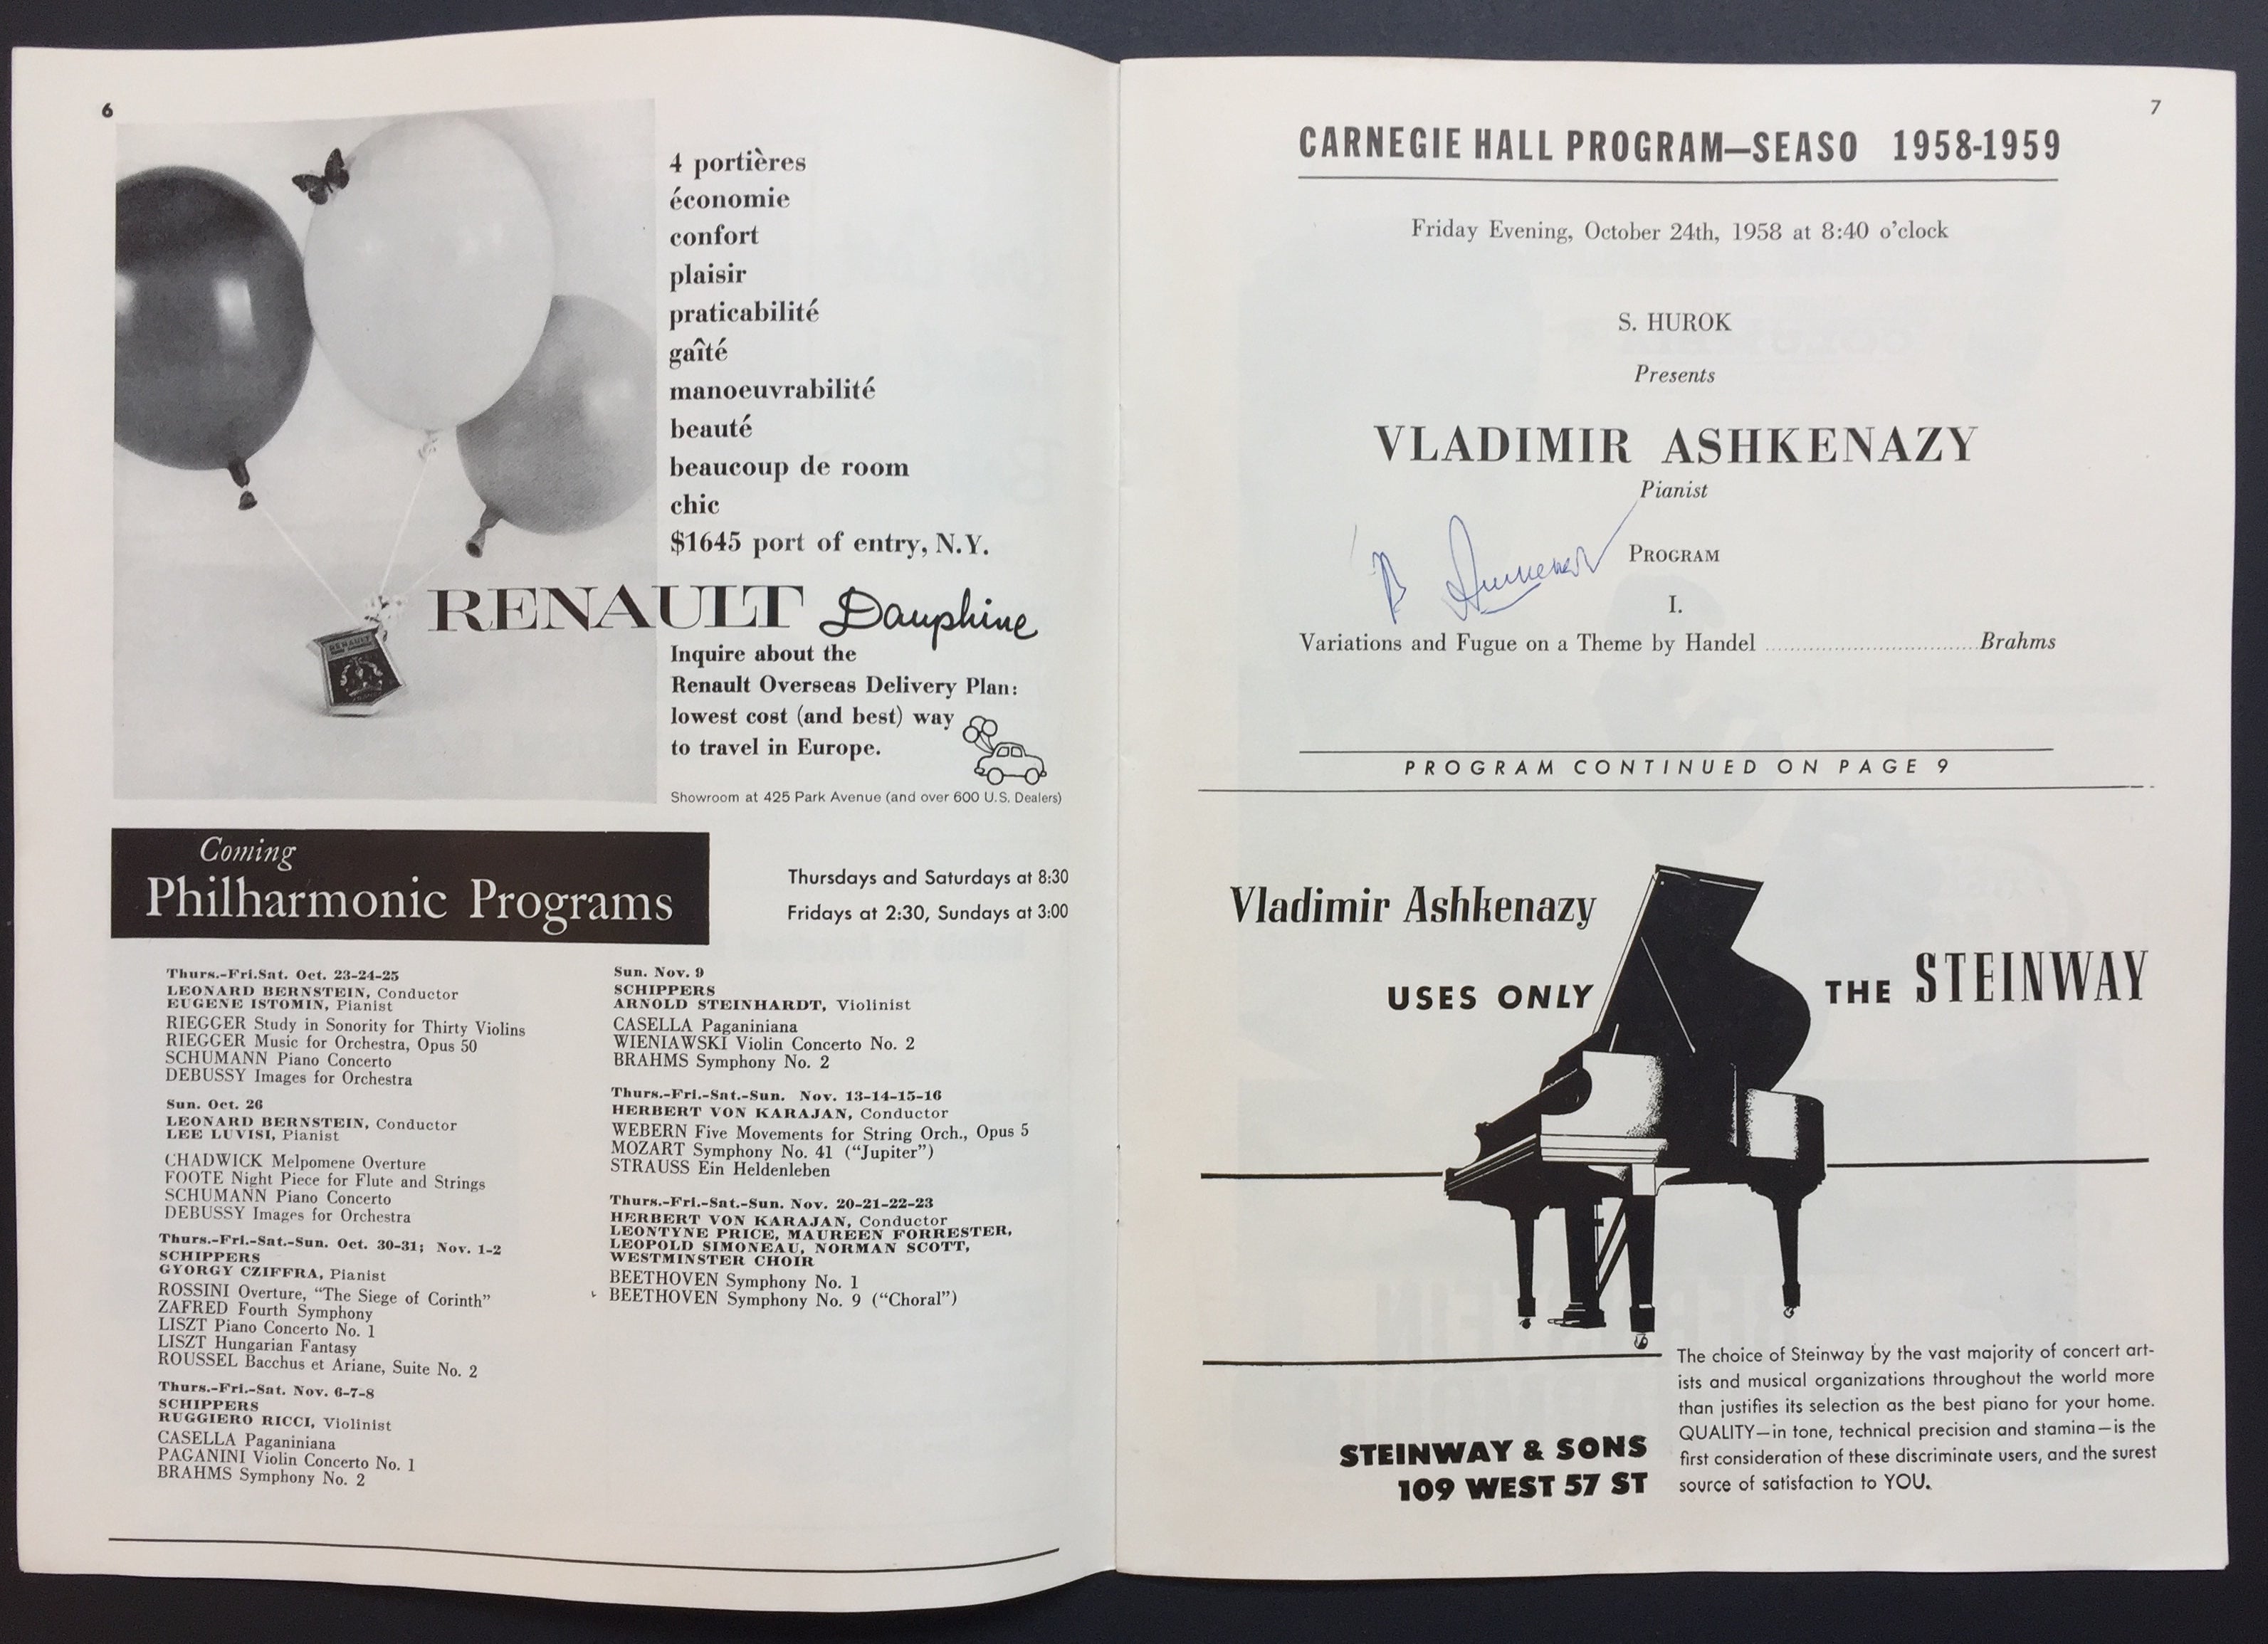 6
4 portières
économie
confort
plaisir
praticabilité
gaîté
manoeuvrabilité
beauté
beaucoup de room
chic
$1645 port of entry, N.Y.
RENAULT Dauphine
RENAULT
Inquire about the
Renault Overseas Delivery Plan:
lowest cost (and best) way
to travel in Europe.
Showroom at 425 Park Avenue (and over 600 U.S. Dealers)
Coming
Philharmonic Programs
Thursdays and Saturdays at 8:30
Fridays at 2:30, Sundays at 3:00
Thurs.-Fri.Sat. Oct. 23-24-25
LEONARD BERNSTEIN, Conductor
EUGENE ISTOMIN, Pianist
RIEGGER Study in Sonority for Thirty Violins
RIEGGER Music for Orchestra, Opus 50
SCHUMANN Piano Concerto
DEBUSSY Images for Orchestra
Sun. Oct. 26
LEONARD BERNSTEIN, Conductor
LEE LUVISI, Pianist
CHADWICK Melpomene Overture
FOOTE Night Piece for Flute and Strings
SCHUMANN Piano Concerto
DEBUSSY Images for Orchestra
Thurs.-Fri.-Sat.-Sun. Oct. 30-31; Nov. 1-2
SCHIPPERS
GYORGY CZIFFRA, Pianist
ROSSINI Overture, “The Siege of Corinth”
ZAFRED Fourth Symphony
LISZT Piano Concerto No. 1
LISZT Hungarian Fantasy
ROUSSEL Bacchus et Ariane, Suite No. 2
Thurs.-Fri.-Sat. Nov. 6-7-8
SCHIPPERS
RUGGIERO RICCI, Violinist
CASELLA Paganiniana
PAGANINI Violin Concerto No. 1
BRAHMS Symphony No. 2
Sun. Nov. 9
SCHIPPERS
ARNOLD STEINHARDT, Violinist
CASELLA Paganiniana
WIENIAWSKI Violin Concerto No. 2
BRAHMS Symphony No. 2
Thurs.-Fri.-Sat.-Sun. Nov. 13-14-15-16
HERBERT VON KARAJAN, Conductor
WEBERN Five Movements for String Orch., Opus 5
MOZART Symphony No. 41 (“Jupiter”)
STRAUSS Ein Heldenleben
Thurs.-Fri.-Sat.-Sun. Nov. 20-21-22-23
HERBERT VON KARAJAN, Conductor
LEONTYNE PRICE, MAUREEN FORRESTER,
LEOPOLD SIMONEAU, NORMAN SCOTT,
WESTMINSTER CHOIR
BEETHOVEN Symphony No. 1
BEETHOVEN Symphony No. 9 (“Choral”)
7
CARNEGIE HALL PROGRAM—SEASO 1958-1959
Friday Evening, October 24th, 1958 at 8:40 o’clock
S. HUROK
Presents
VLADIMIR ASHKENAZY
Pianist
PROGRAM
I.
Variations and Fugue on a Theme by Handel ........................................Brahms
PROGRAM CONTINUED ON PAGE 9
Vladimir Ashkenazy
USES ONLY THE STEINWAY
The choice of Steinway by the vast majority of concert art-
ists and musical organizations throughout the world more
than justifies its selection as the best piano for your home.
QUALITY—in tone, technical precision and stamina—is the
first consideration of these discriminate users, and the surest
source of satisfaction to YOU.
STEINWAY & SONS
109 WEST 57 ST